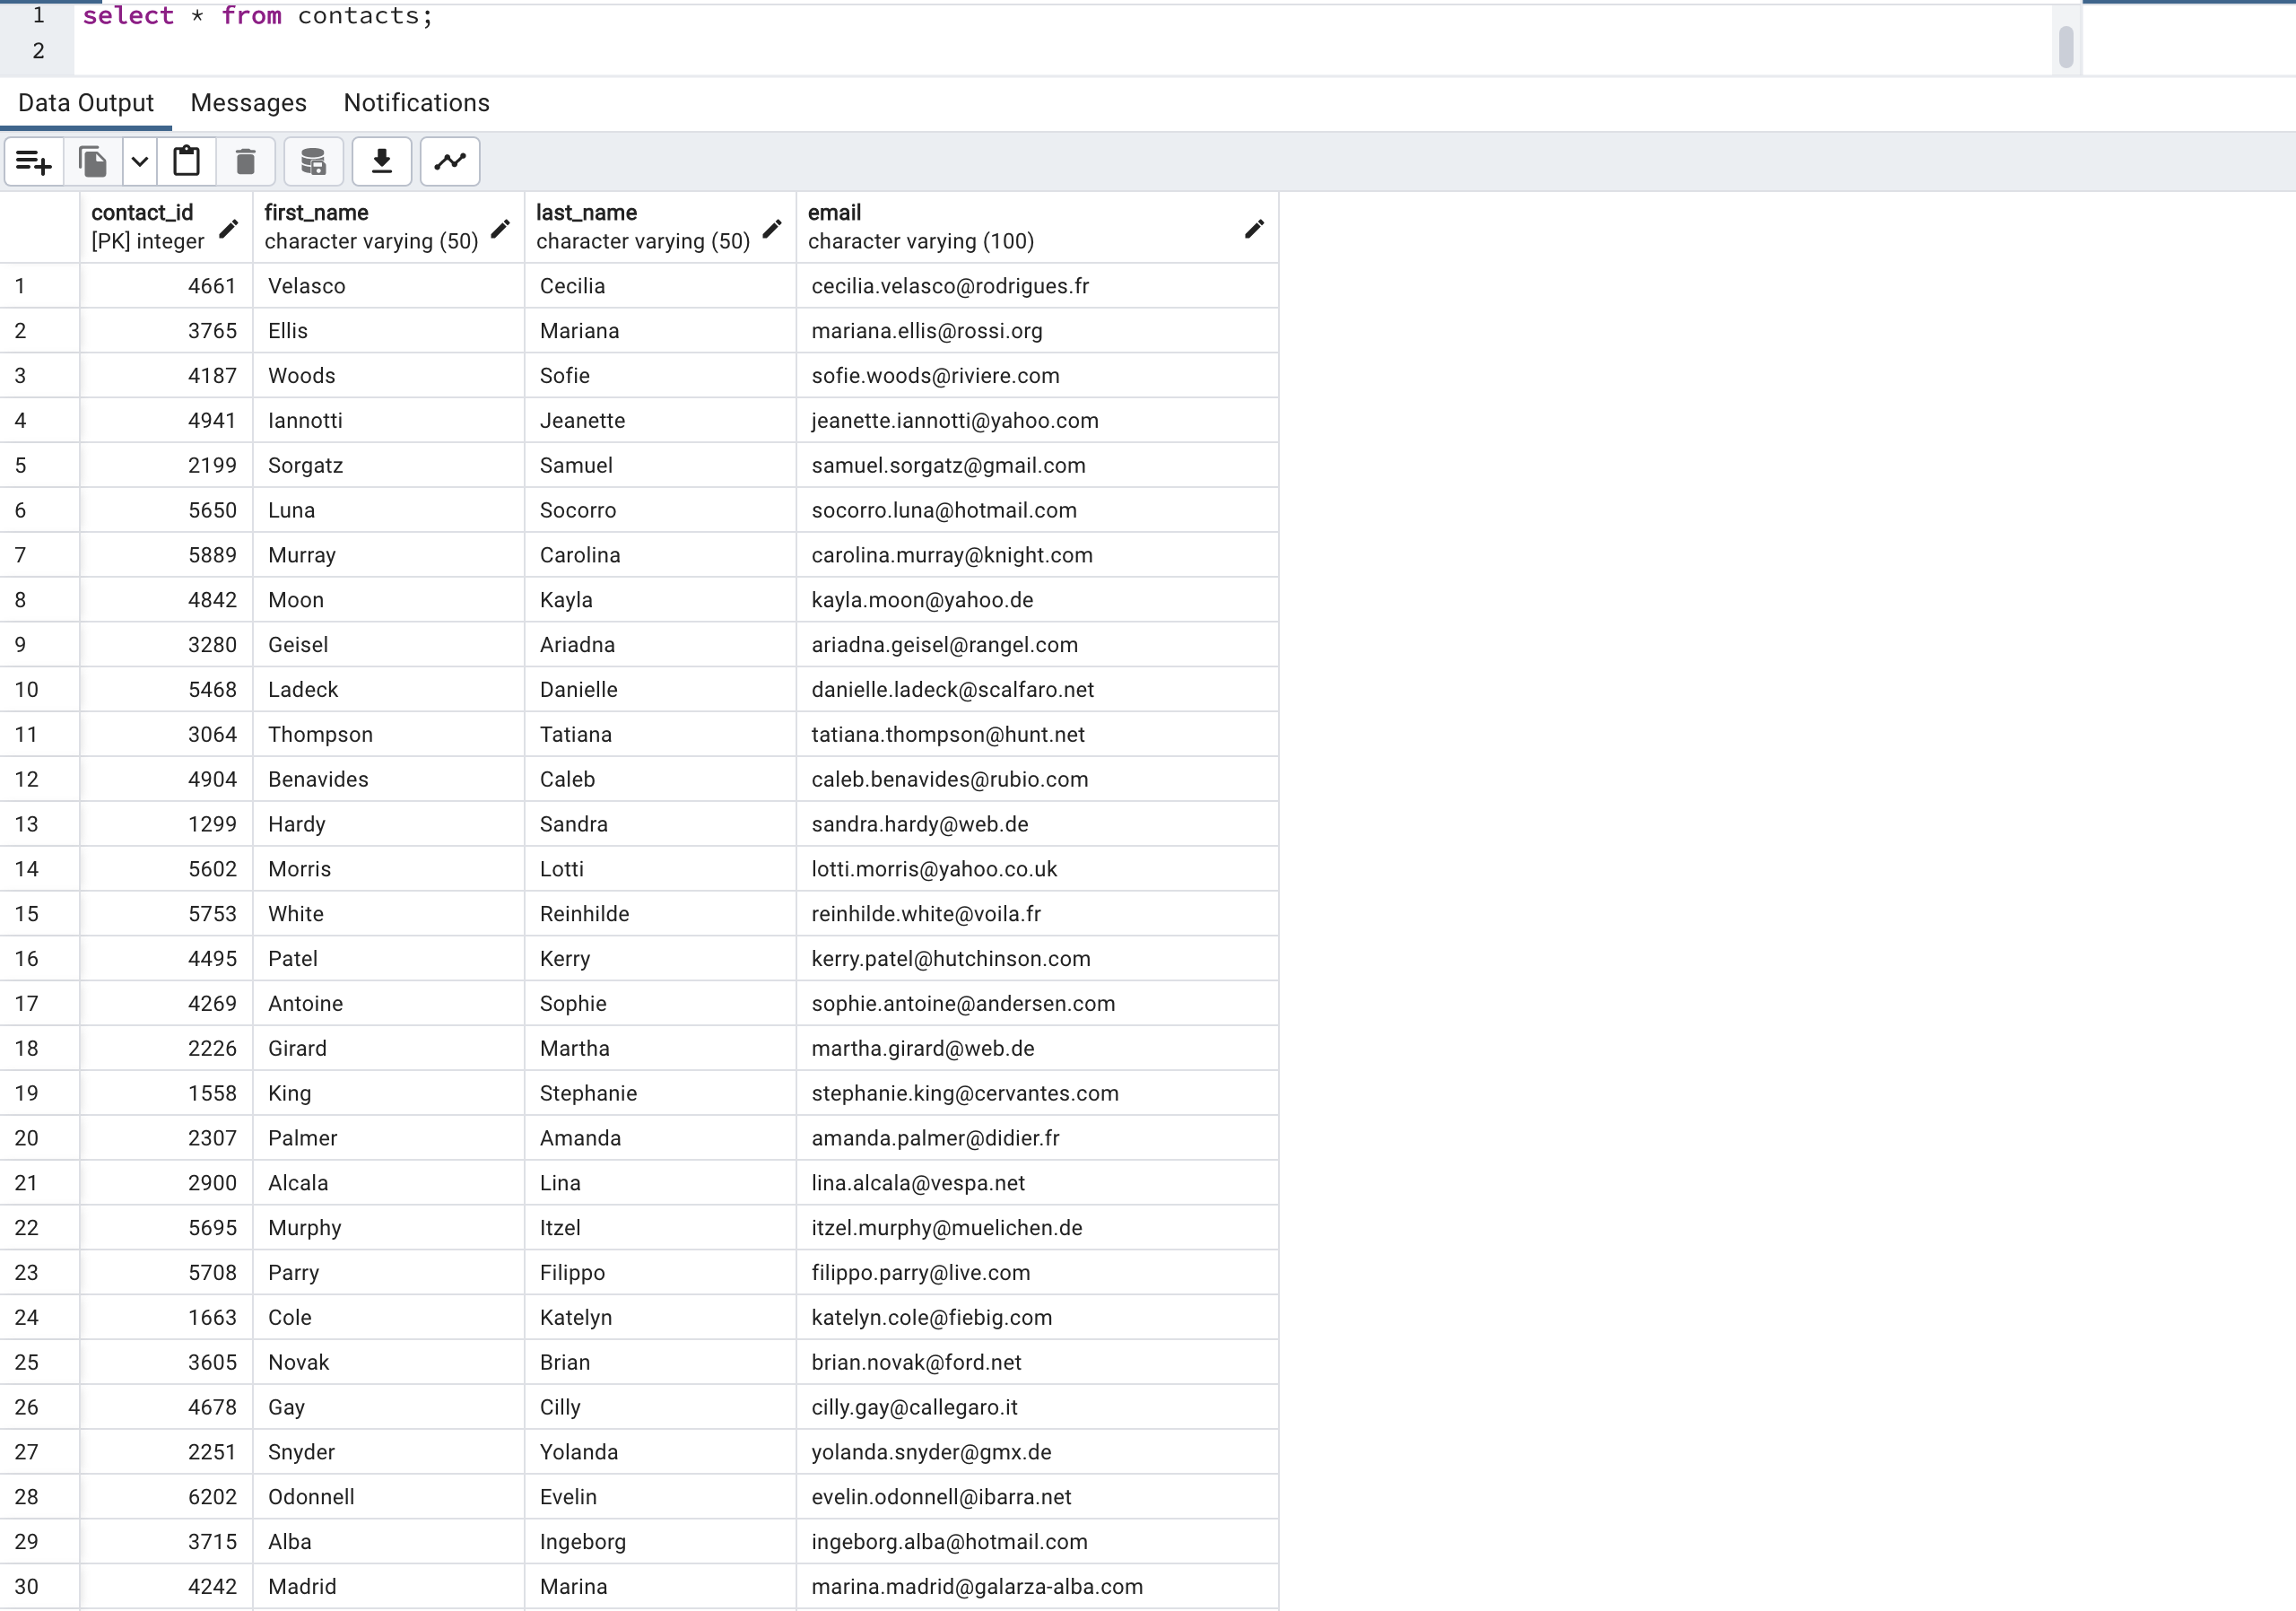 1 select * from contacts;
2
Data Output Messages Notifications
contact_id first_name last_name email
[PK] integer character varying (50) character varying (50) character varying (100)
1 4661 Velasco Cecilia cecilia.velasco@rodrigues.fr
2 3765 Ellis Mariana mariana.ellis@rossi.org
3 4187 Woods Sofie sofie.woods@riviere.com
4 4941 Iannotti Jeanette jeanette.iannotti@yahoo.com
5 2199 Sorgatz Samuel samuel.sorgatz@gmail.com
6 5650 Luna Socorro socorro.luna@hotmail.com
7 5889 Murray Carolina carolina.murray@knight.com
8 4842 Moon Kayla kayla.moon@yahoo.de
9 3280 Geisel Ariadna ariadna.geisel@rangel.com
10 5468 Ladeck Danielle danielle.ladeck@scalfaro.net
11 3064 Thompson Tatiana tatiana.thompson@hunt.net
12 4904 Benavides Caleb caleb.benavides@rubio.com
13 1299 Hardy Sandra sandra.hardy@web.de
14 5602 Morris Lotti lotti.morris@yahoo.co.uk
15 5753 White Reinhilde reinhilde.white@voila.fr
16 4495 Patel Kerry kerry.patel@hutchinson.com
17 4269 Antoine Sophie sophie.antoine@andersen.com
18 2226 Girard Martha martha.girard@web.de
19 1558 King Stephanie stephanie.king@cervantes.com
20 2307 Palmer Amanda amanda.palmer@didier.fr
21 2900 Alcala Lina lina.alcala@vespa.net
22 5695 Murphy Itzel itzel.murphy@muelichen.de
23 5708 Parry Filippo filippo.parry@live.com
24 1663 Cole Katelyn katelyn.cole@fiebig.com
25 3605 Novak Brian brian.novak@ford.net
26 4678 Gay Cilly cilly.gay@callegaro.it
27 2251 Snyder Yolanda yolanda.snyder@gmx.de
28 6202 Odonnell Evelin evelin.odonnell@ibarra.net
29 3715 Alba Ingeborg ingeborg.alba@hotmail.com
30 4242 Madrid Marina marina.madrid@galarza-alba.com